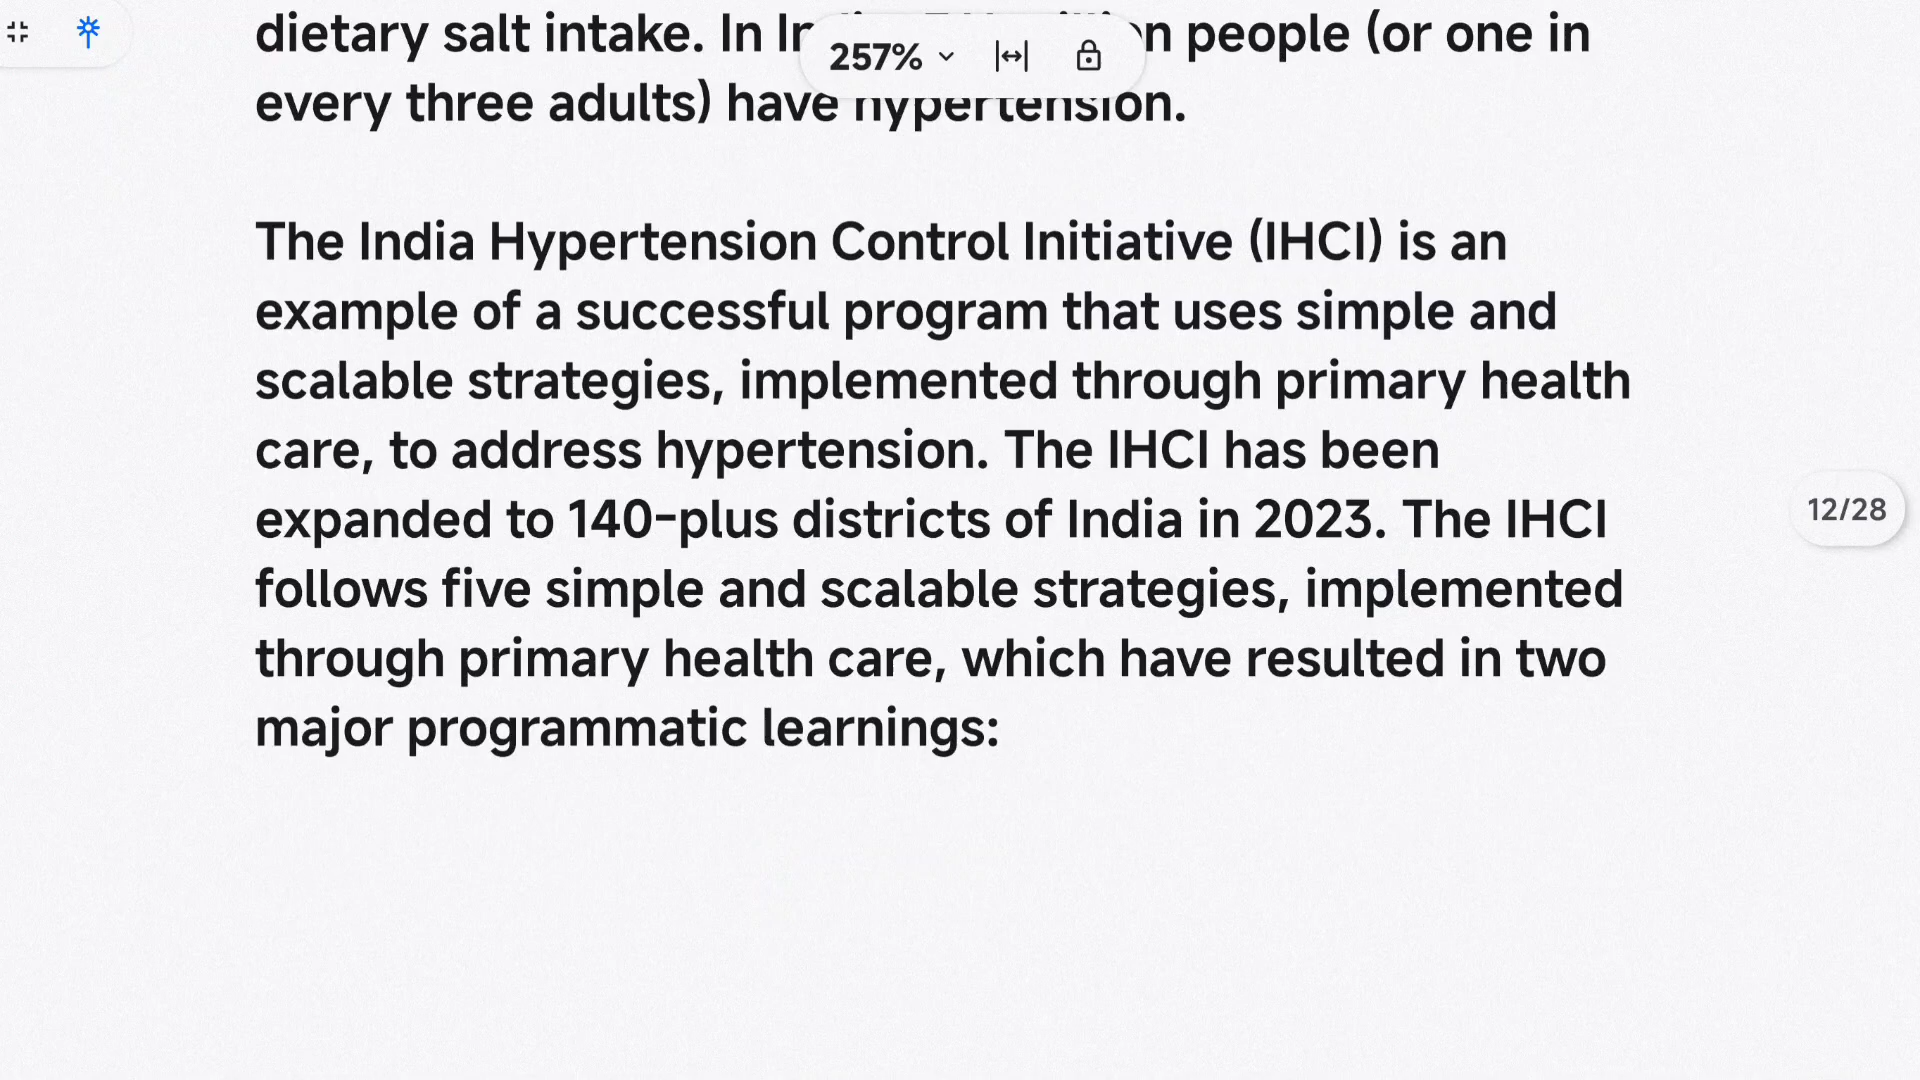 dietary salt intake. In people (or one in
257%
every three adults) have hypertension.
The India Hypertension Control Initiative (IHCI) is an
example of a successful program that uses simple and
scalable strategies, implemented through primary health
care, to address hypertension. The IHCI has been
expanded to 140-plus districts of India in 2023. The IHCI
12/28
follows five simple and scalable strategies, implemented
through primary health care, which have resulted in two
major programmatic learnings: